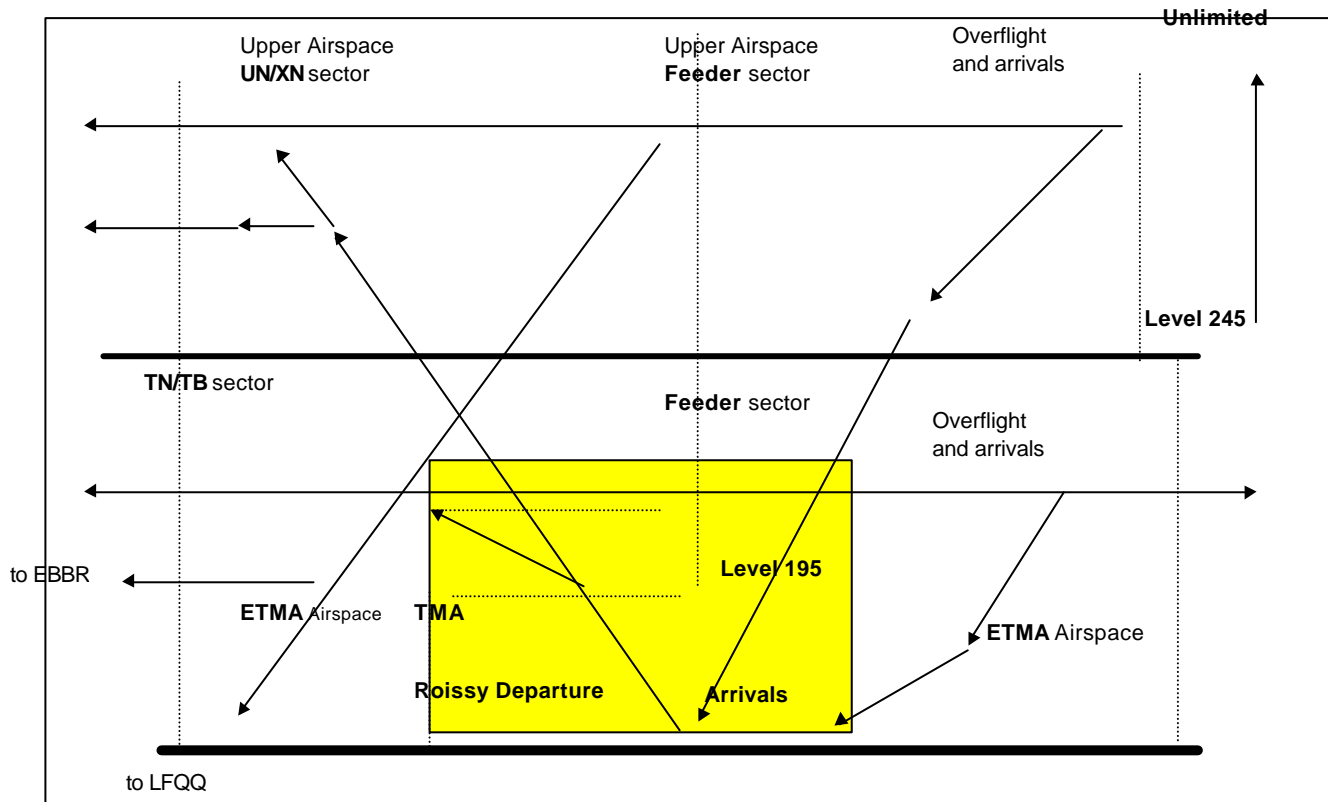 Unlimited
Upper Airspace
UN/XN sector
Upper Airspace
Feeder sector
Overflight
and arrivals
Level 245
TN/TB sector
Feeder sector
Overflight
and arrivals
to EBBR
Level 195
ETMA Airspace
TMA
ETMA Airspace
Roissy Departure
Arrivals
to LFQQ